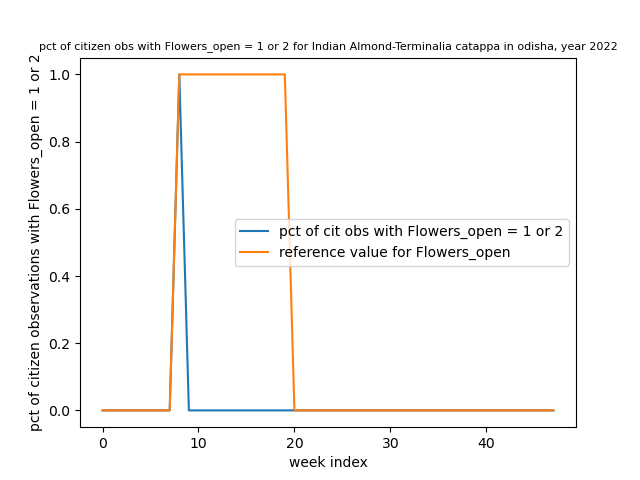 pct of citizen obs with Flowers_open = 1 or 2 for Indian Almond-Terminalia catappa in odisha, year 2022
pct of citizen observations with Flowers_open = 1 or 2
1.0
0.8
0.6
0.4
0.2
0.0
pct of cit obs with Flowers_open = 1 or 2
reference value for Flowers_open
0 10 20 30 40
week index